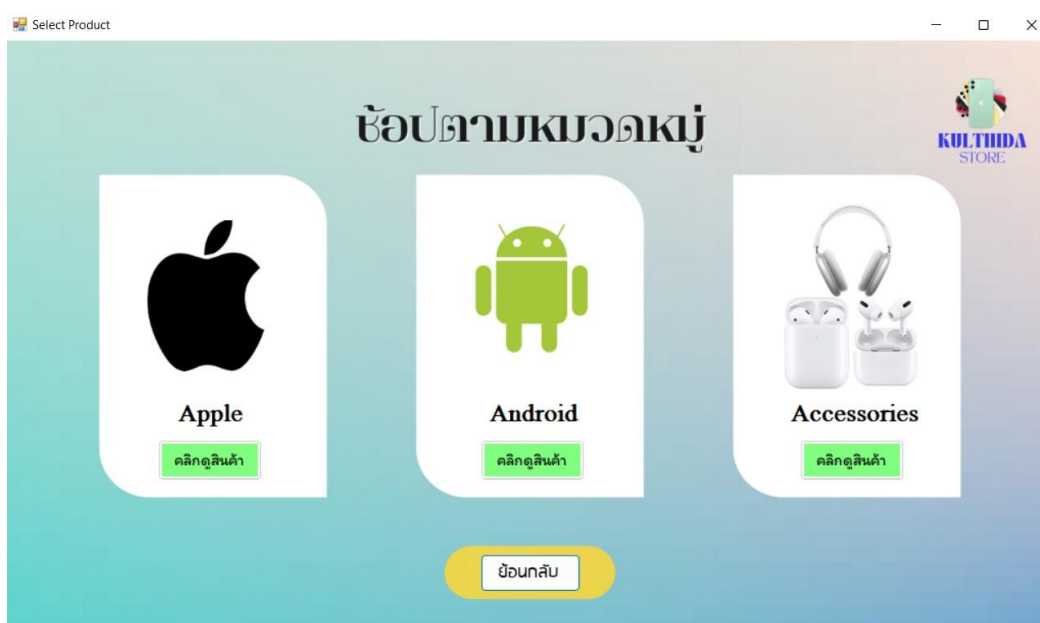 Select Product
ช้อปตามหมวดหมู่
KULTHIDA
STORE
Apple
Android
Accessories
คลิกดูสินค้า
คลิกดูสินค้า
คลิกดูสินค้า
ย้อนกลับ